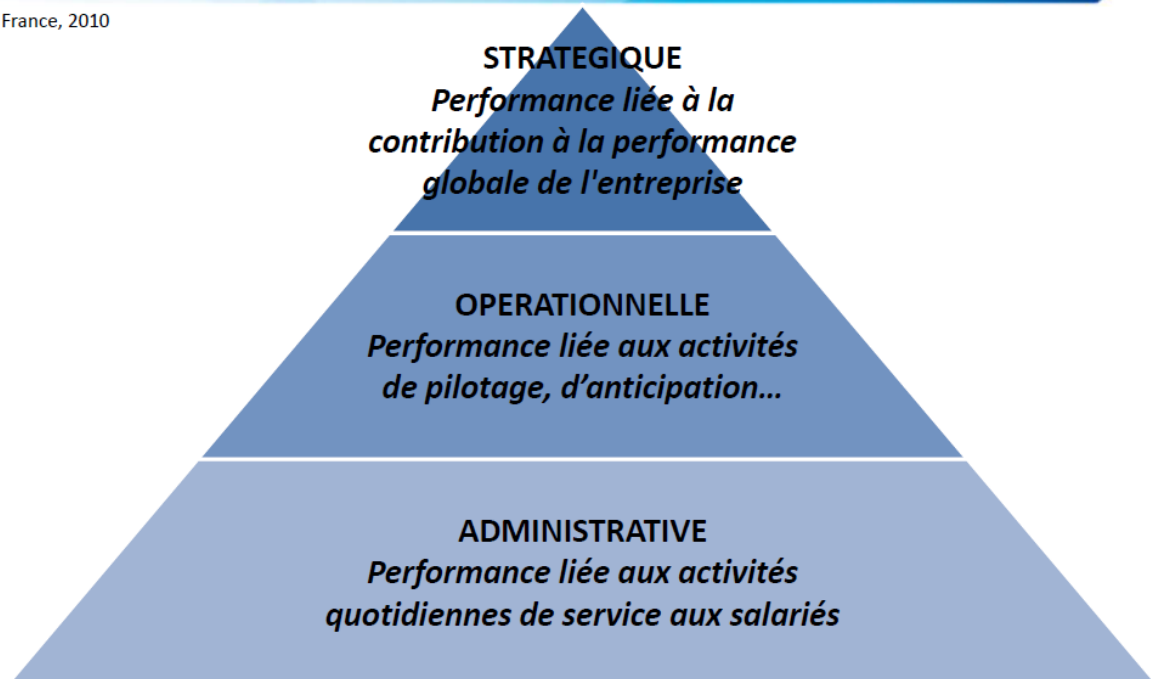 France, 2010
STRATEGIQUE
Performance liée à la
contribution à la performance
globale de l'entreprise
OPERATIONNELLE
Performance liée aux activités
de pilotage, d’anticipation…
ADMINISTRATIVE
Performance liée aux activités
quotidiennes de service aux salariés